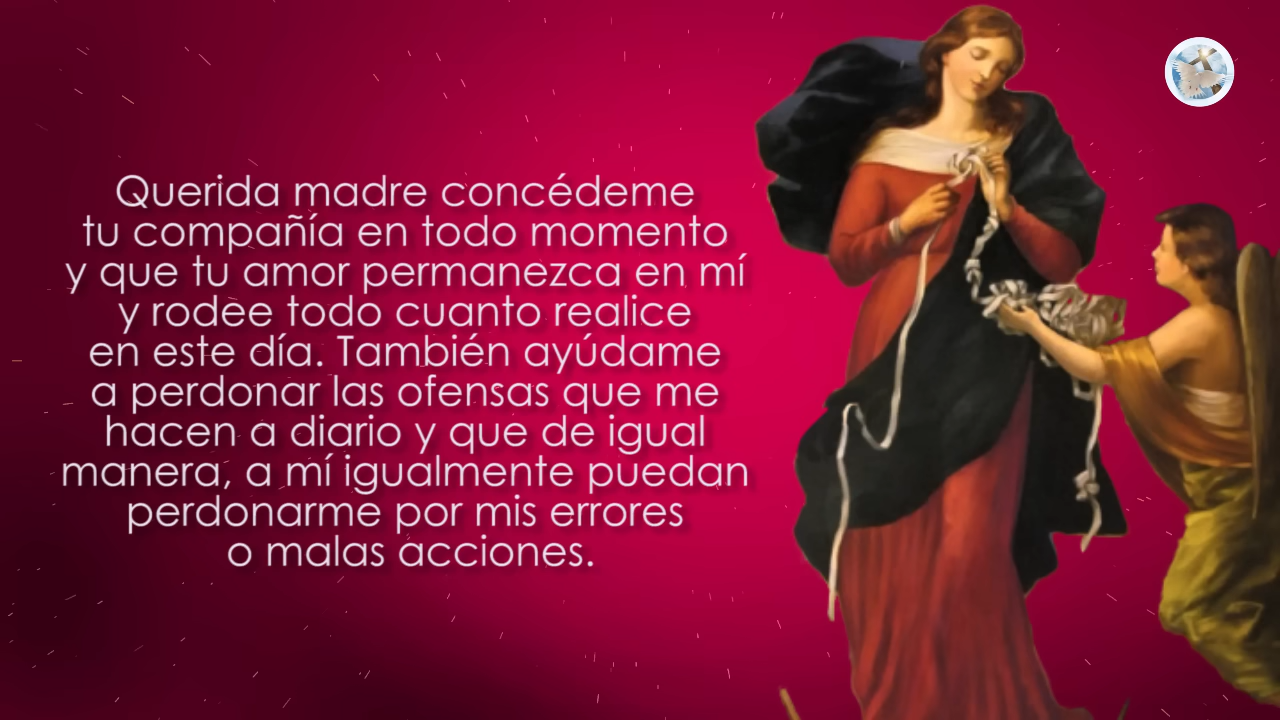 Querida madre concédeme
tu compañía en todo momento
y que tu amor permanezca en mí
y rodee todo cuanto realice
en este día. También ayúdame
a perdonar las ofensas que me
hacen a diario y que de igual
manera, a mí igualmente puedan
perdonarme por mis errores
o malas acciones.